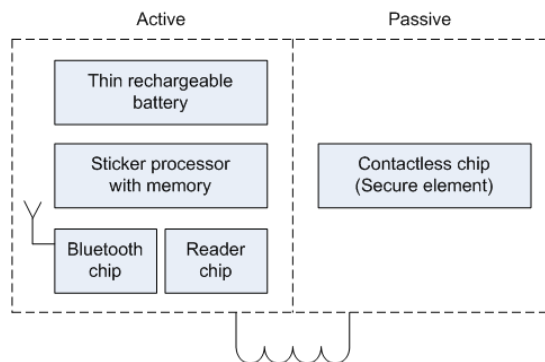 Active
Passive
Thin rechargeable
battery
Sticker processor
with memory
Contactless chip
(Secure element)
Bluetooth
chip
Reader
chip